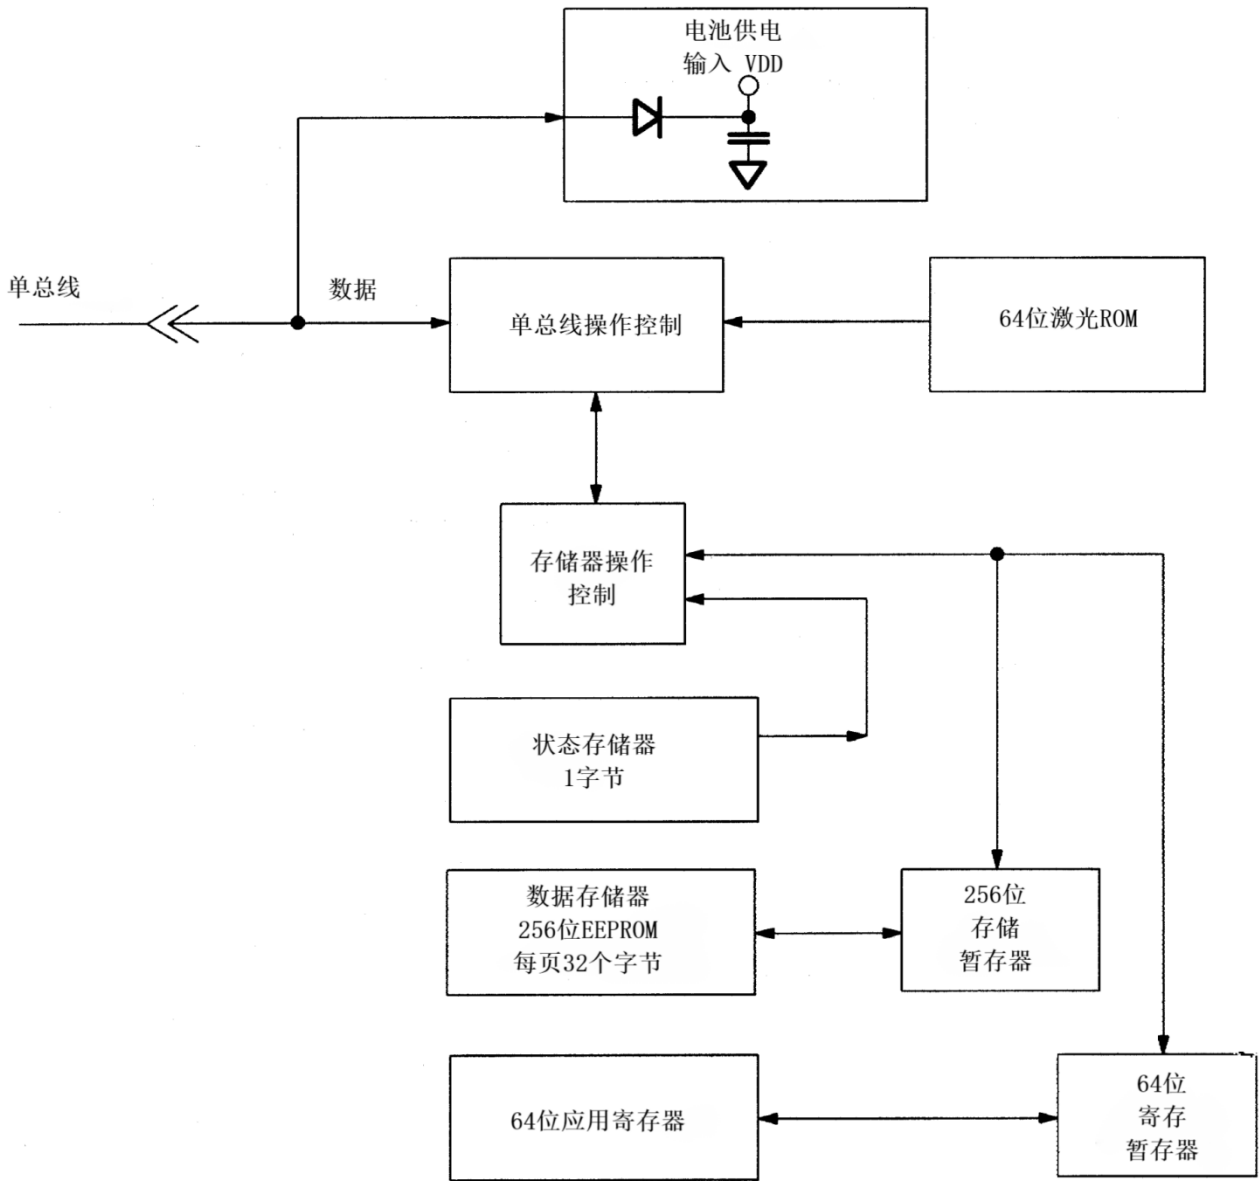 电池供电
输入 VDD
单总线
数据
单总线操作控制
64位激光ROM
存储器操作
控制
状态存储器
1字节
数据存储器
256位EEPROM
每页32个字节
256位
存储
暂存器
64位应用寄存器
64位
寄存
暂存器